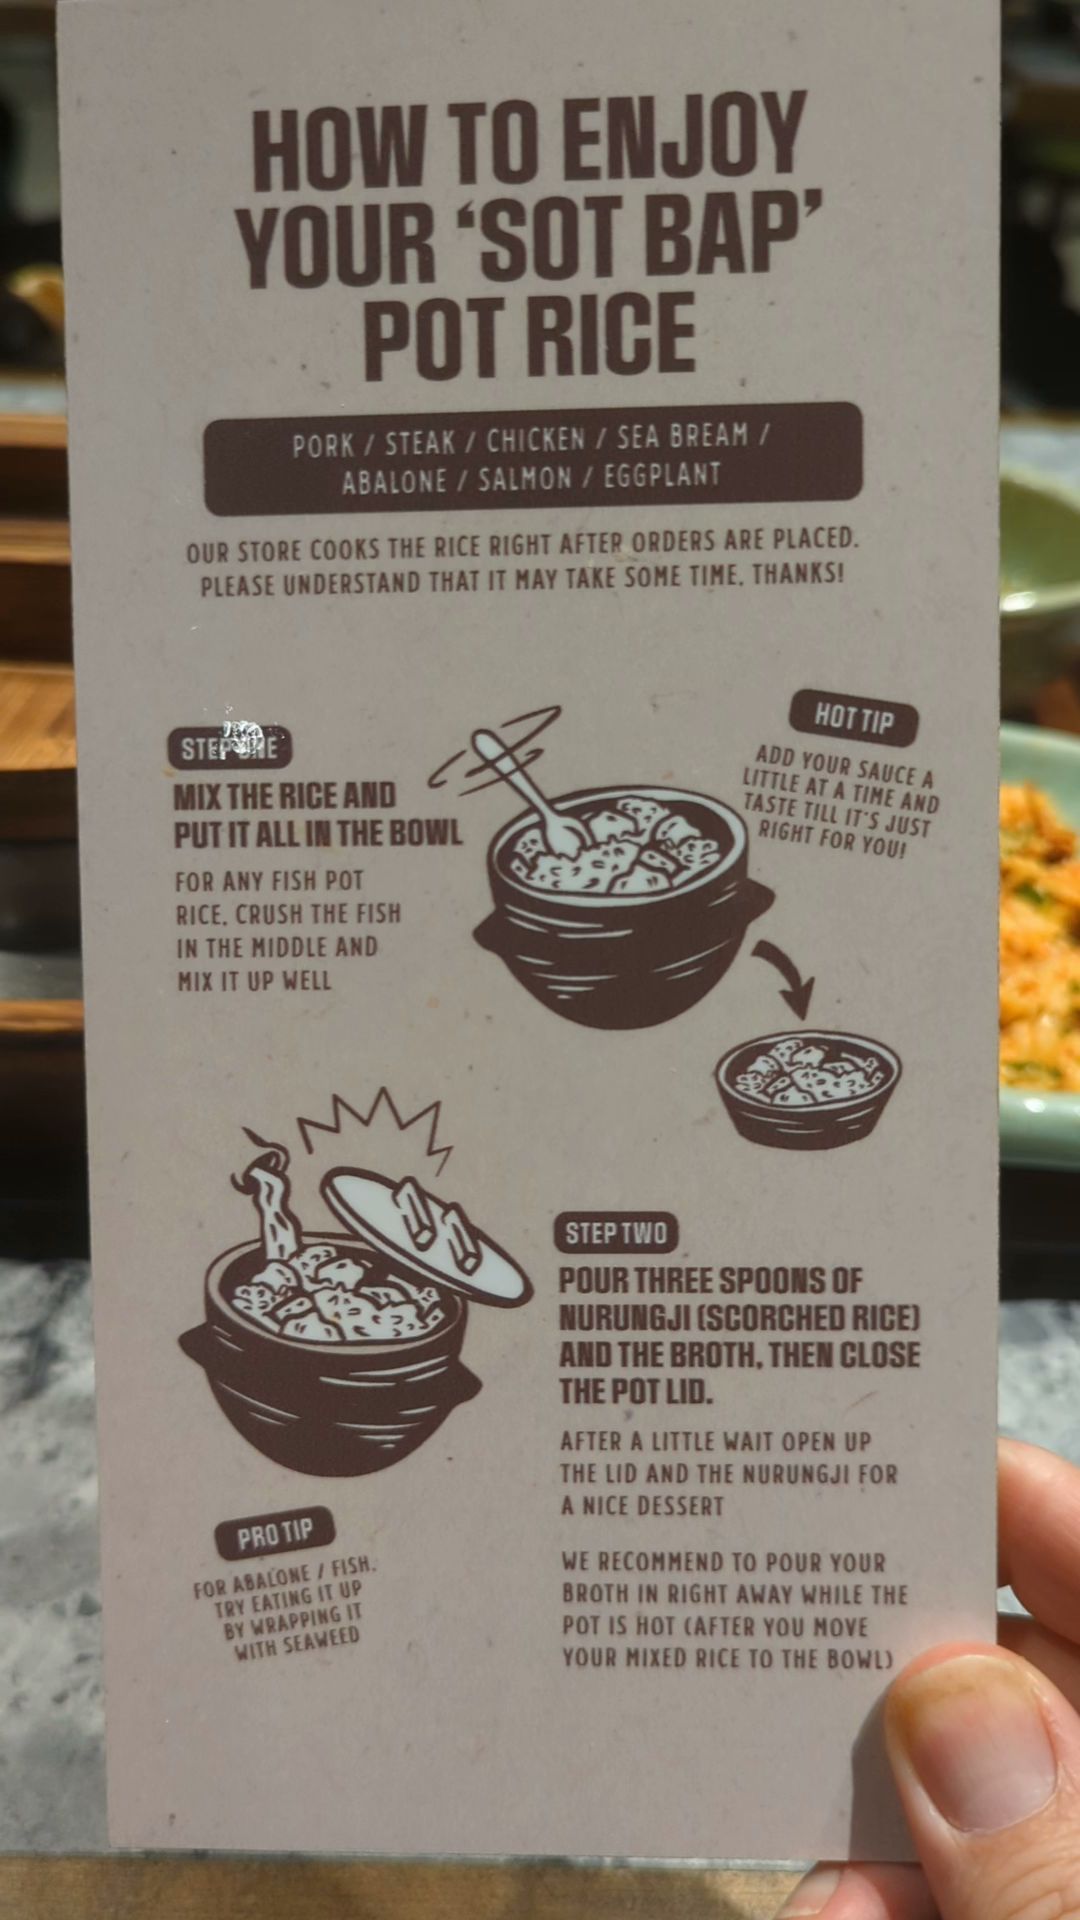 HOW TO ENJOY
YOUR ‘SOT BAP’
POT RICE
PORK / STEAK / CHICKEN / SEA BREAM /
ABALONE / SALMON / EGGPLANT
OUR STORE COOKS THE RICE RIGHT AFTER ORDERS ARE PLACED.
PLEASE UNDERSTAND THAT IT MAY TAKE SOME TIME, THANKS!
STEP ONE
MIX THE RICE AND
PUT IT ALL IN THE BOWL
FOR ANY FISH POT
RICE, CRUSH THE FISH
IN THE MIDDLE AND
MIX IT UP WELL
HOT TIP
ADD YOUR SAUCE A
LITTLE AT A TIME AND
TASTE TILL IT'S JUST
RIGHT FOR YOU!
STEP TWO
POUR THREE SPOONS OF
NURUNGJI (SCORCHED RICE)
AND THE BROTH, THEN CLOSE
THE POT LID.
AFTER A LITTLE WAIT OPEN UP
THE LID AND THE NURUNGJI FOR
A NICE DESSERT
WE RECOMMEND TO POUR YOUR
BROTH IN RIGHT AWAY WHILE THE
POT IS HOT (AFTER YOU MOVE
YOUR MIXED RICE TO THE BOWL)
PRO TIP
FOR ABALONE / FISH,
TRY EATING IT UP
BY WRAPPING IT
WITH SEAWEED